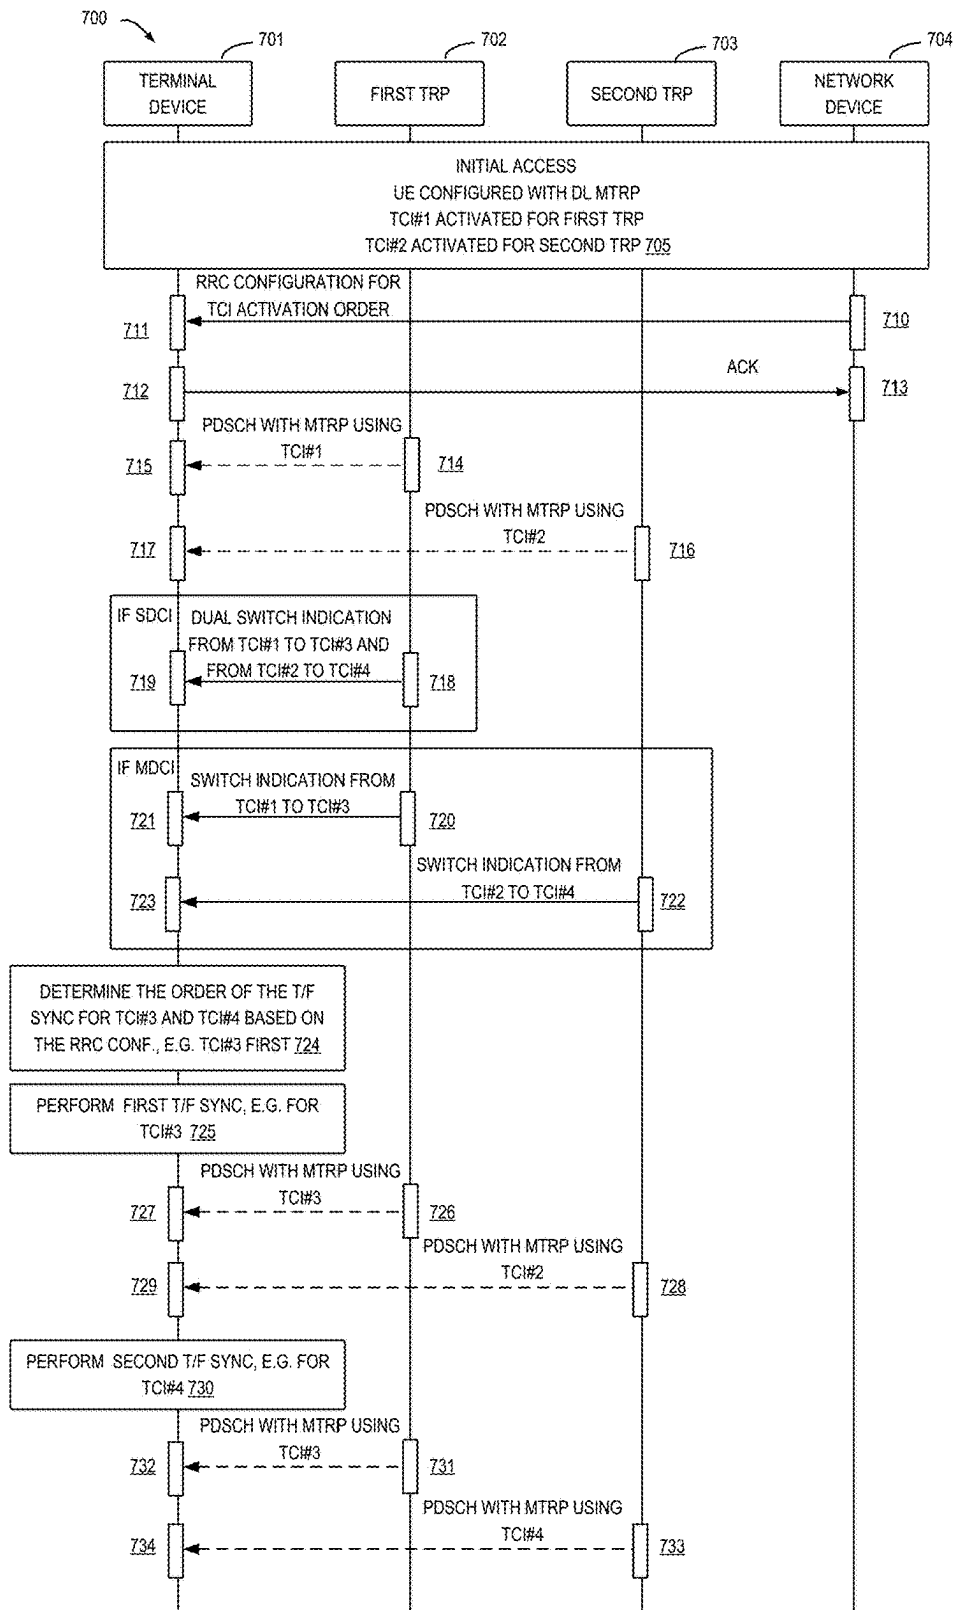 700
701
702
703
704
TERMINAL
DEVICE
FIRST TRP
SECOND TRP
NETWORK
DEVICE
INITIAL ACCESS
UE CONFIGURED WITH DL MTRP
TCI#1 ACTIVATED FOR FIRST TRP
TCI#2 ACTIVATED FOR SECOND TRP 705
RRC CONFIGURATION FOR
TCI ACTIVATION ORDER
711
710
ACK
712
713
PDSCH WITH MTRP USING
TCI#1
715
714
PDSCH WITH MTRP USING
TCI#2
717
716
IF SDCI
DUAL SWITCH INDICATION
FROM TCI#1 TO TCI#3 AND
FROM TCI#2 TO TCI#4
719
718
IF MDCI
SWITCH INDICATION FROM
TCI#1 TO TCI#3
721
720
SWITCH INDICATION FROM
TCI#2 TO TCI#4
723
722
DETERMINE THE ORDER OF THE T/F
SYNC FOR TCI#3 AND TCI#4 BASED ON
THE RRC CONF., E.G. TCI#3 FIRST 724
PERFORM FIRST T/F SYNC, E.G. FOR
TCI#3 725
PDSCH WITH MTRP USING
TCI#3
727
726
PDSCH WITH MTRP USING
TCI#2
729
728
PERFORM SECOND T/F SYNC, E.G. FOR
TCI#4 730
PDSCH WITH MTRP USING
TCI#3
732
731
PDSCH WITH MTRP USING
TCI#4
734
733